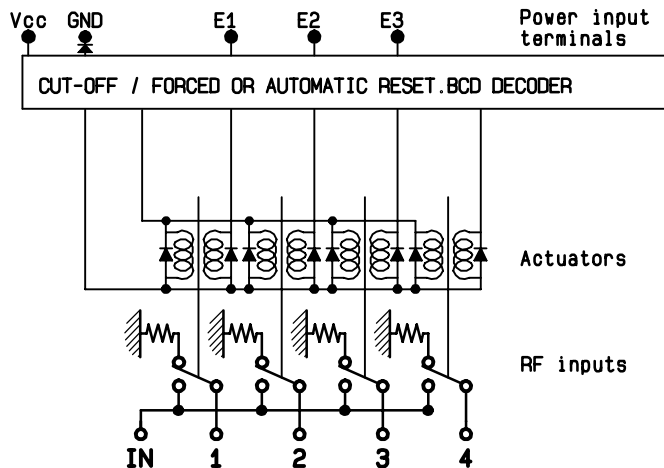 Vcc GND E1 E2 E3 Power input
terminals
CUT-OFF / FORCED OR AUTOMATIC RESET.BCD DECODER
Actuators
RF inputs
IN 1 2 3 4